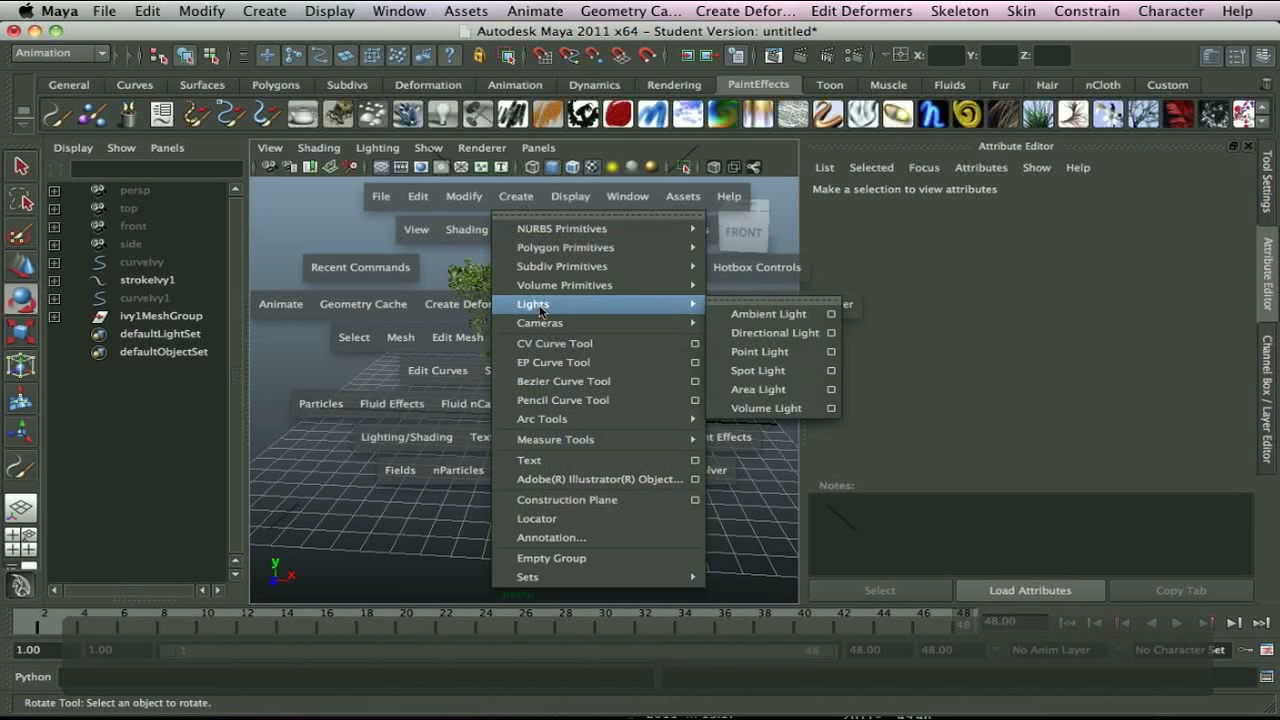 Maya File Edit Modify Create Display Window Assets Animate Geometry Ca... Create Defor... Edit Deformers Skeleton Skin Constrain Character Help
Autodesk Maya 2011 x64 - Student Version: untitled*
Animation X: Y: Z:
General Curves Surfaces Polygons Subdivs Deformation Animation Dynamics Rendering PaintEffects Toon Muscle Fluids Fur Hair nCloth Custom
Display Show Panels
View Shading Lighting Show Renderer Panels
Attribute Editor
List Selected Focus Attributes Show Help
Make a selection to view attributes
Tool Settings
Attribute Editor
Channel Box / Layer Editor
persp
top
front
side
curveIvy
strokeIvy1
curveIvy1
ivy1MeshGroup
defaultLightSet
defaultObjectSet
File Edit Modify Create Display Window Assets Help
View Shading
FRONT
Recent Commands
Hotbox Controls
Animate Geometry Cache Create Defor
Select Mesh Edit Mesh
Edit Curves
Particles Fluid Effects Fluid nCa
Lighting/Shading
Fields nParticles
NURBS Primitives
Polygon Primitives
Subdiv Primitives
Volume Primitives
Lights
Cameras
CV Curve Tool
EP Curve Tool
Bezier Curve Tool
Pencil Curve Tool
Arc Tools
Measure Tools
Text
Adobe(R) Illustrator(R) Object...
Construction Plane
Locator
Annotation...
Empty Group
Sets
Ambient Light
Directional Light
Point Light
Spot Light
Area Light
Volume Light
y
x
persp
Notes:
Select Load Attributes Copy Tab
2 4 6 8 10 12 14 16 18 20 22 24 26 28 30 32 34 36 38 40 42 44 46 48
48 48.00
1.00 1.00 1 48 48.00 48.00 No Anim Layer No Character Set
Python
Rotate Tool: Select an object to rotate.